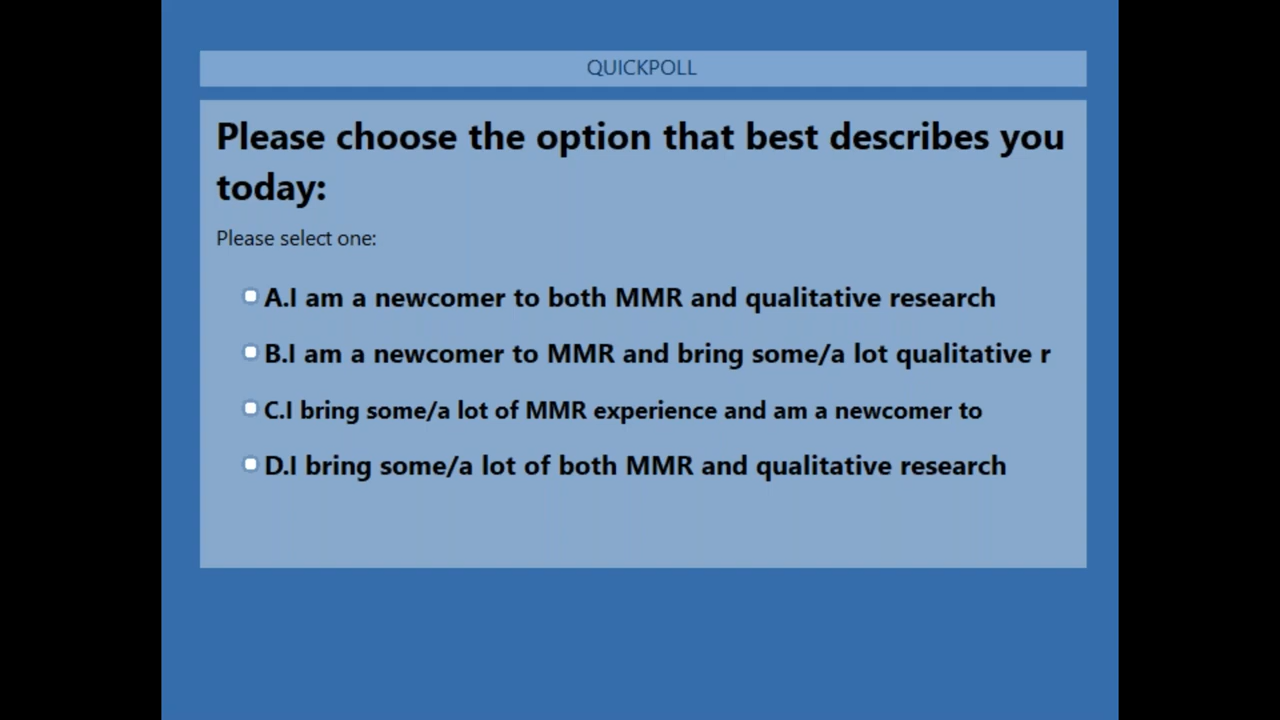 QUICKPOLL
Please choose the option that best describes you
today:
Please select one:
A.I am a newcomer to both MMR and qualitative research
B.I am a newcomer to MMR and bring some/a lot qualitative r
C.I bring some/a lot of MMR experience and am a newcomer to
D.I bring some/a lot of both MMR and qualitative research